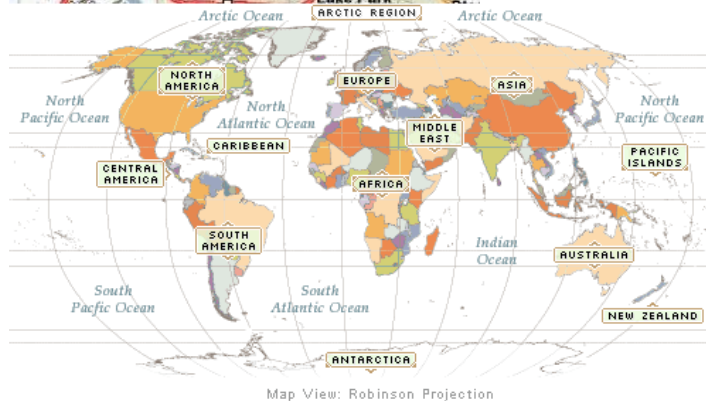 Arctic Ocean
ARCTIC REGION
Arctic Ocean
NORTH
AMERICA
EUROPE
ASIA
North
Pacific Ocean
North
Atlantic Ocean
North
Pacific Ocean
MIDDLE
EAST
CARIBBEAN
PACIFIC
ISLANDS
CENTRAL
AMERICA
AFRICA
SOUTH
AMERICA
Indian
Ocean
AUSTRALIA
South
Pacfic Ocean
South
Atlantic Ocean
NEW ZEALAND
ANTARCTICA
Map View: Robinson Projection